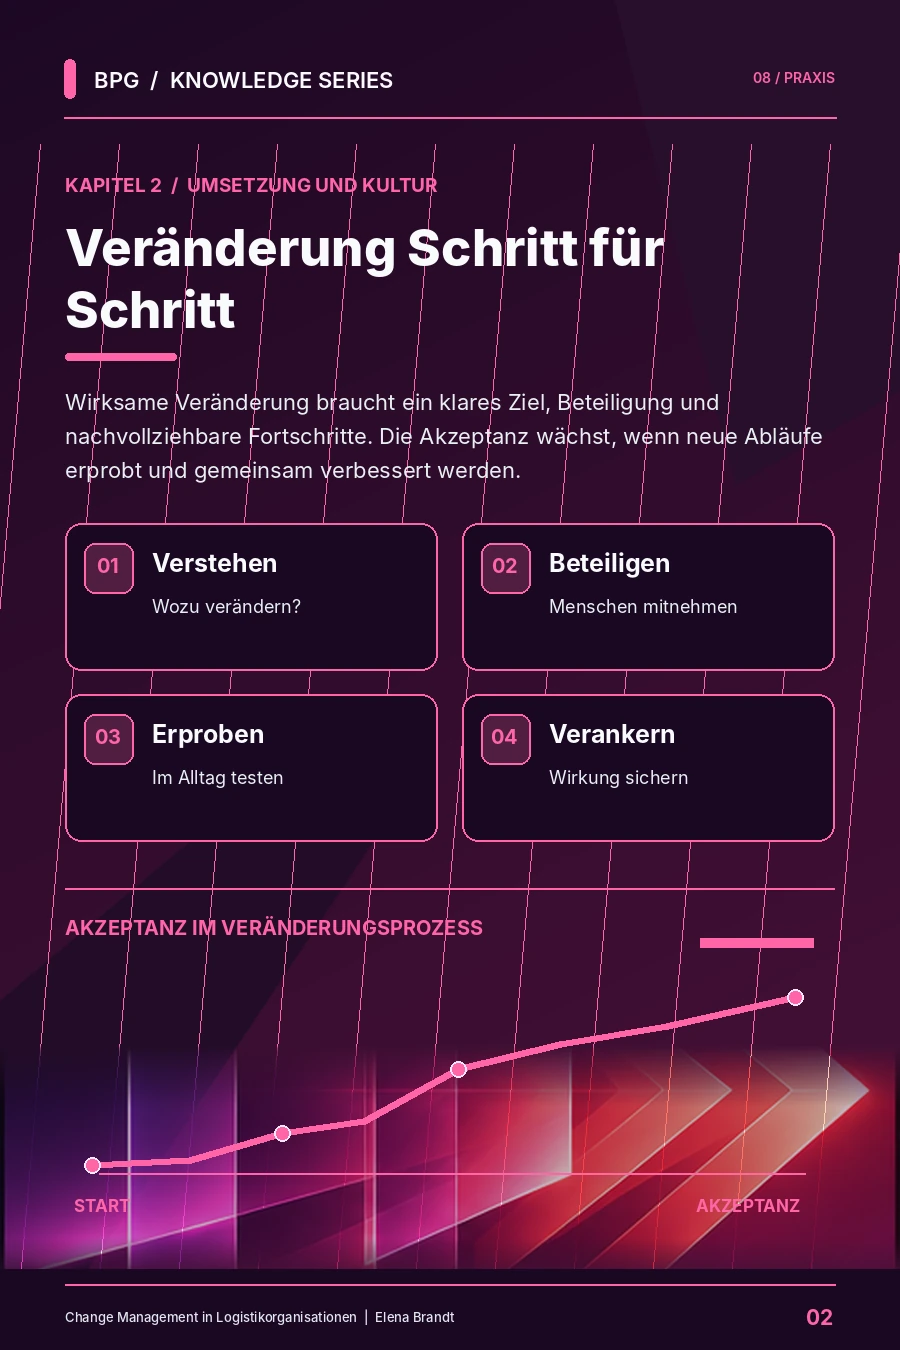 BPG / KNOWLEDGE SERIES
08 / PRAXIS
KAPITEL 2 / UMSETZUNG UND KULTUR
Veränderung Schritt für
Schritt
Wirksame Veränderung braucht ein klares Ziel, Beteiligung und
nachvollziehbare Fortschritte. Die Akzeptanz wächst, wenn neue Abläufe
erprobt und gemeinsam verbessert werden.
01
Verstehen
Wozu verändern?
02
Beteiligen
Menschen mitnehmen
03
Erproben
Im Alltag testen
04
Verankern
Wirkung sichern
AKZEPTANZ IM VERÄNDERUNGSPROZESS
START
AKZEPTANZ
Change Management in Logistikorganisationen | Elena Brandt
02